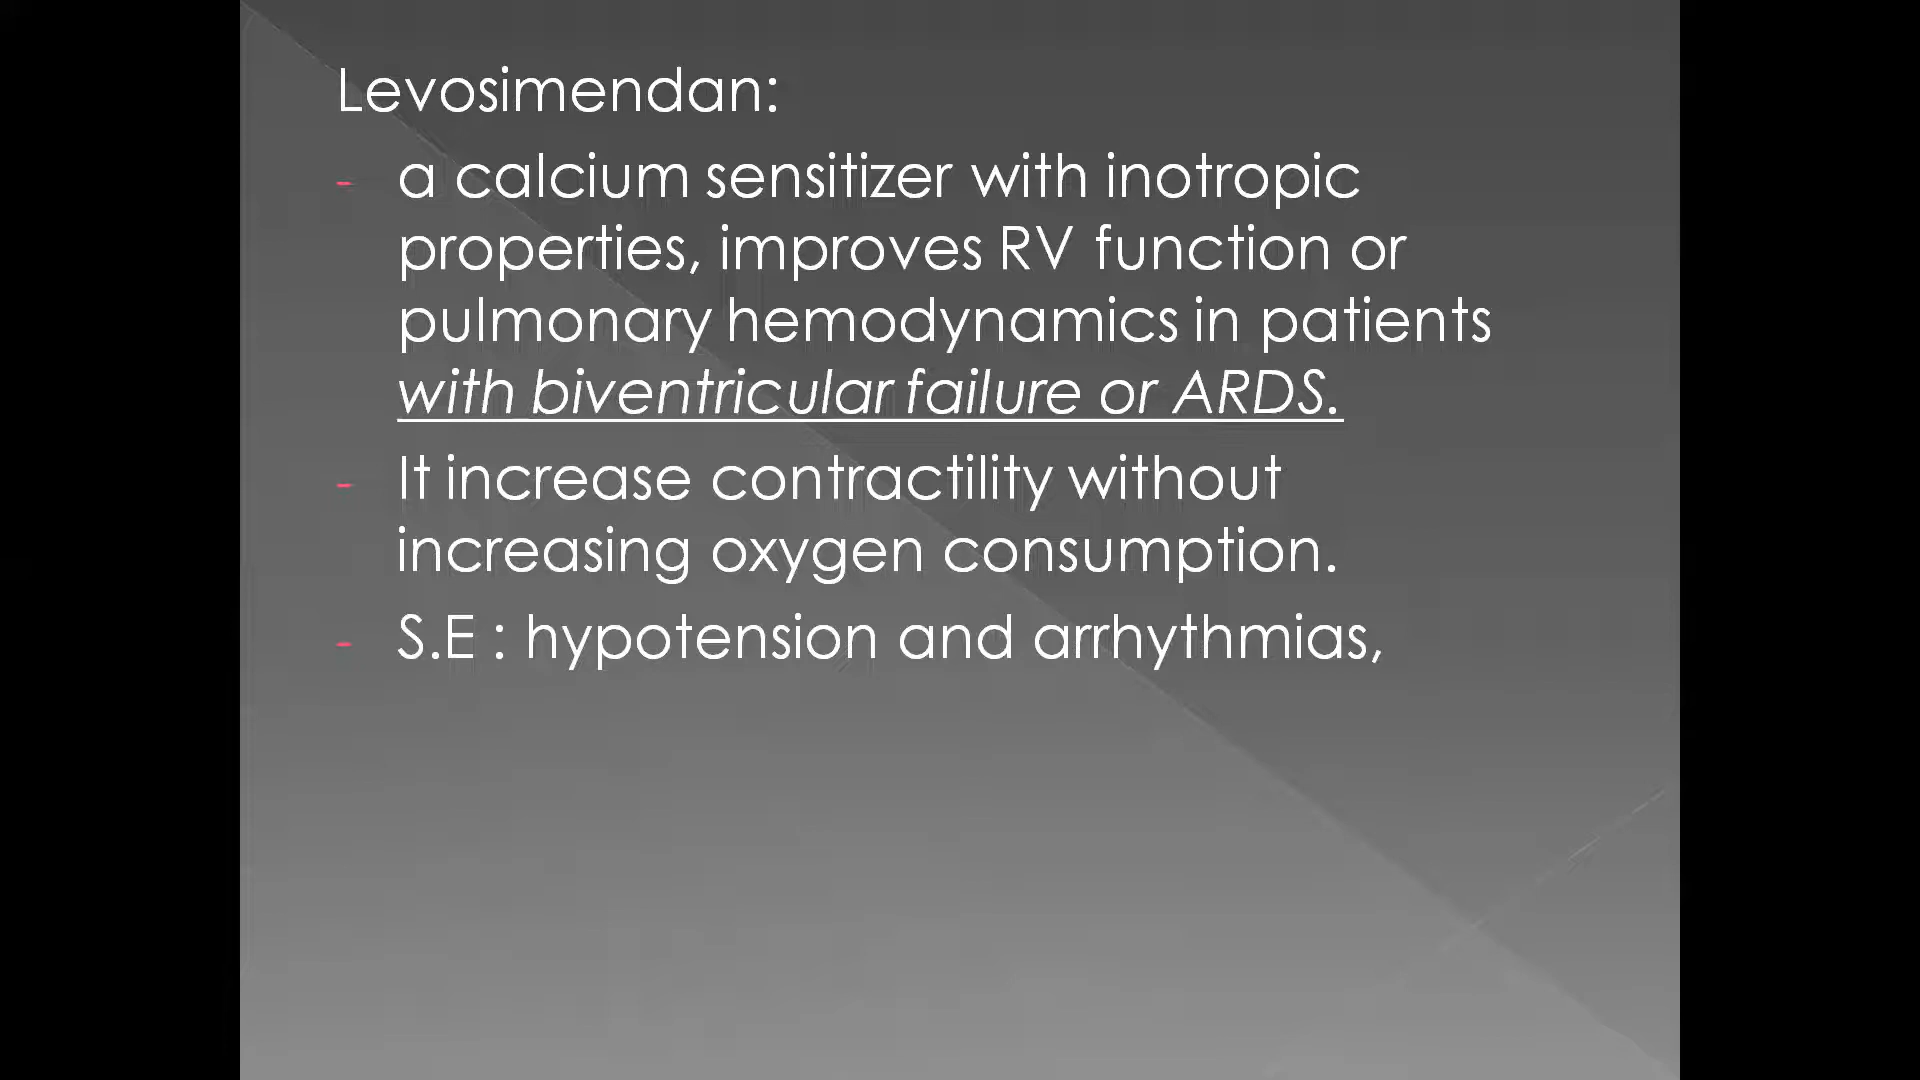 Levosimendan:
- a calcium sensitizer with inotropic
properties, improves RV function or
pulmonary hemodynamics in patients
with biventricular failure or ARDS.
- It increase contractility without
increasing oxygen consumption.
- S.E : hypotension and arrhythmias,